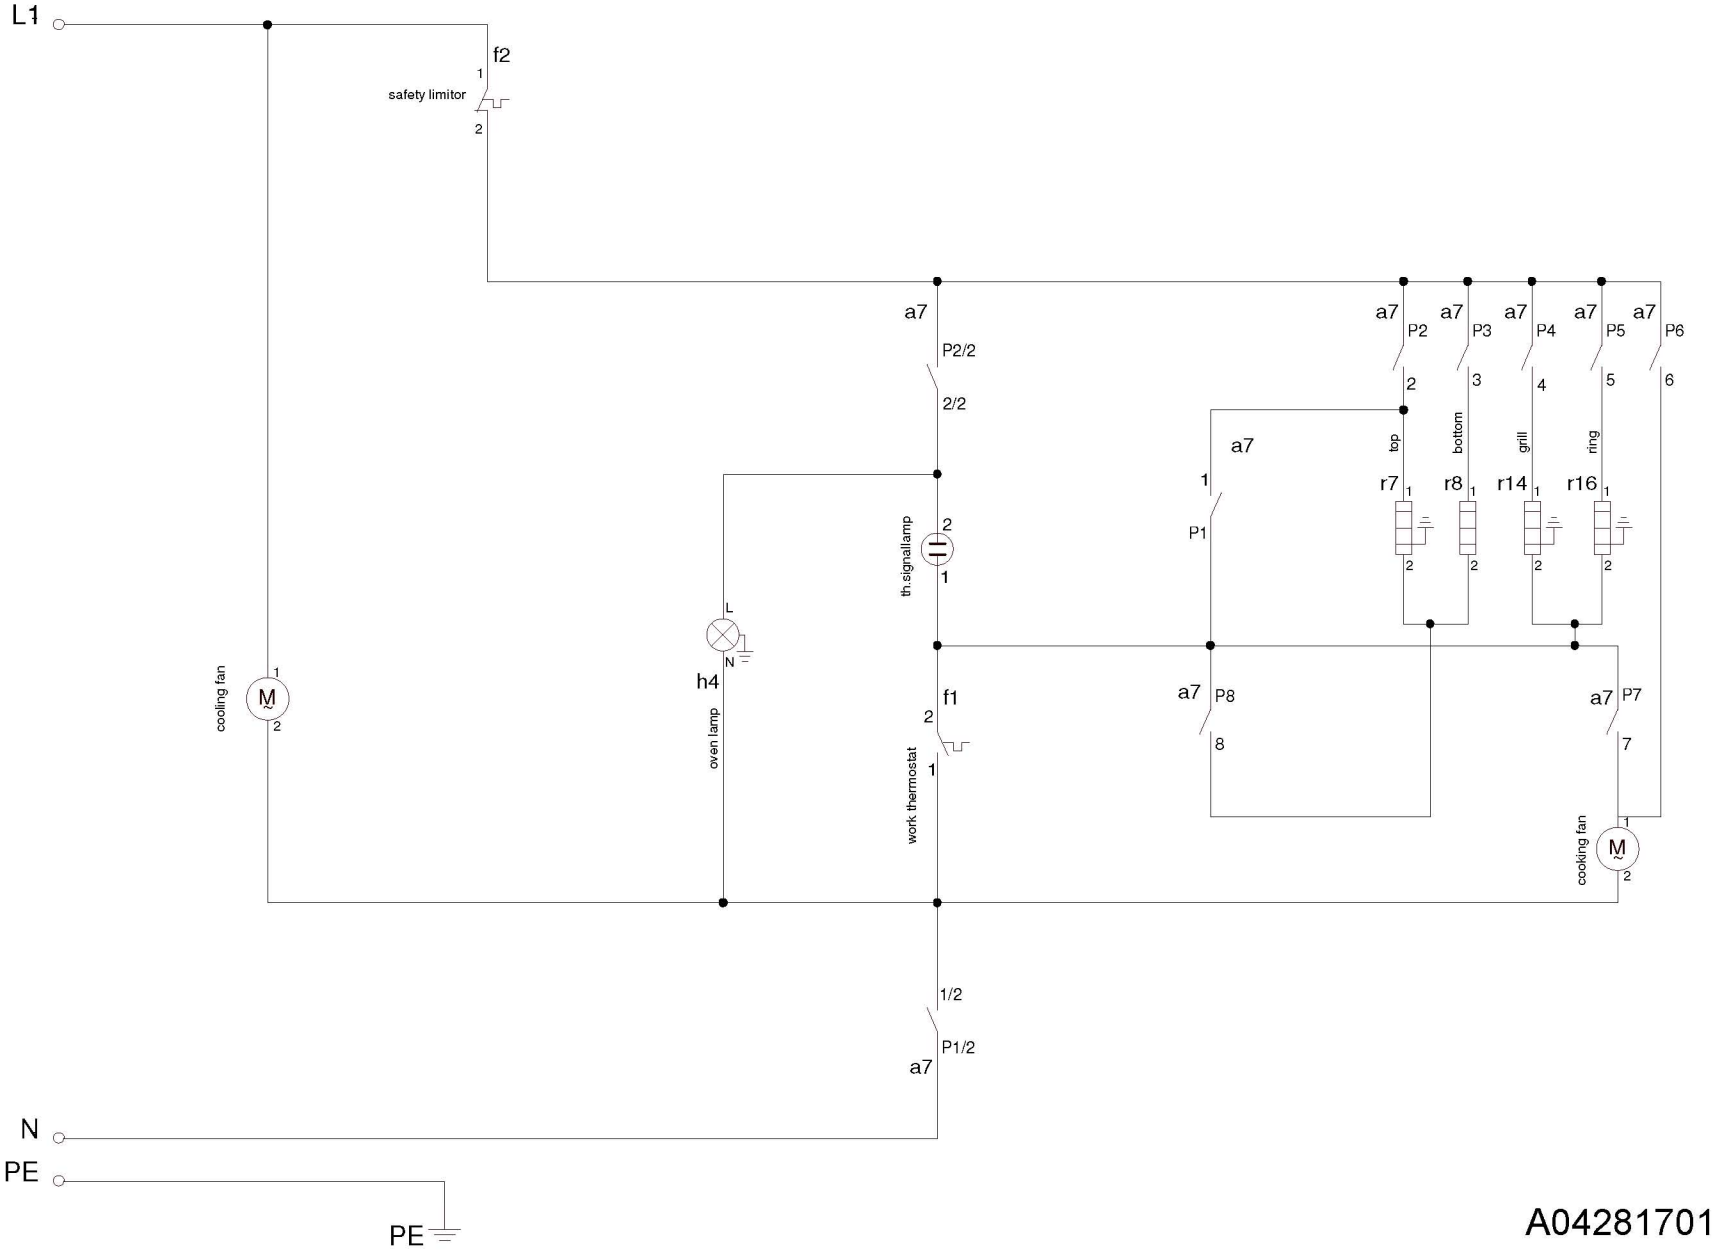 L1
f2
1
safety limitor
2
a7
P2/2
2/2
a7
P2
2
a7
P3
3
a7
P4
4
a7
P5
5
a7
P6
6
a7
1
P1
top
bottom
grill
ring
r7
1
2
r8
1
2
r14
1
2
r16
1
2
2
th.signallamp
1
L
N
h4
oven lamp
cooling fan
1
M
~
2
f1
2
work thermostat
1
a7
P8
8
a7
P7
7
cooking fan
1
M
~
2
1/2
P1/2
a7
N
PE
PE
A04281701